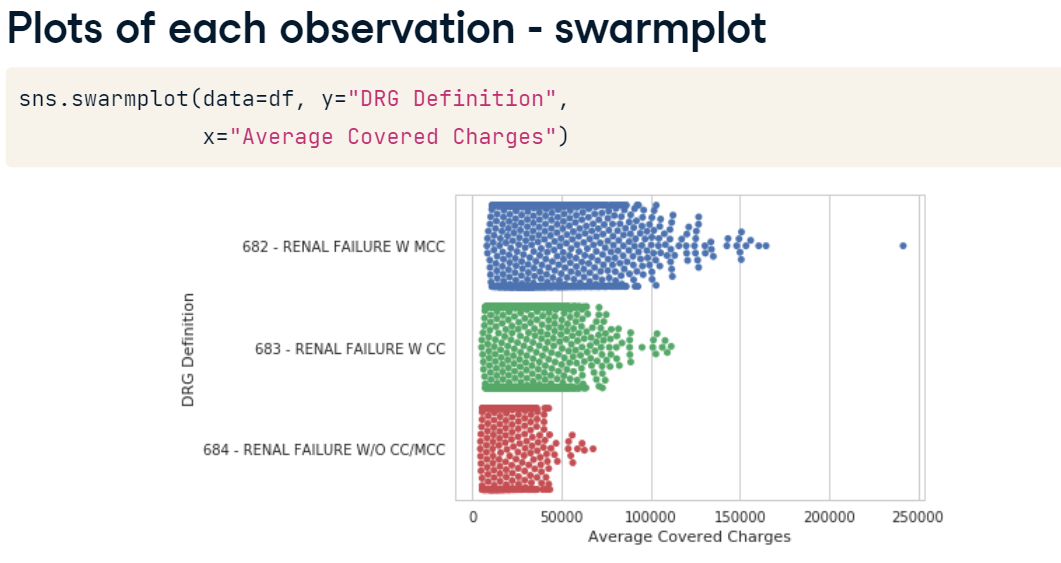 Plots of each observation - swarmplot
sns.swarmplot(data=df, y="DRG Definition",
x="Average Covered Charges")
682 - RENAL FAILURE W MCC
683 - RENAL FAILURE W CC
684 - RENAL FAILURE W/O CC/MCC
DRG Definition
0 50000 100000 150000 200000 250000
Average Covered Charges